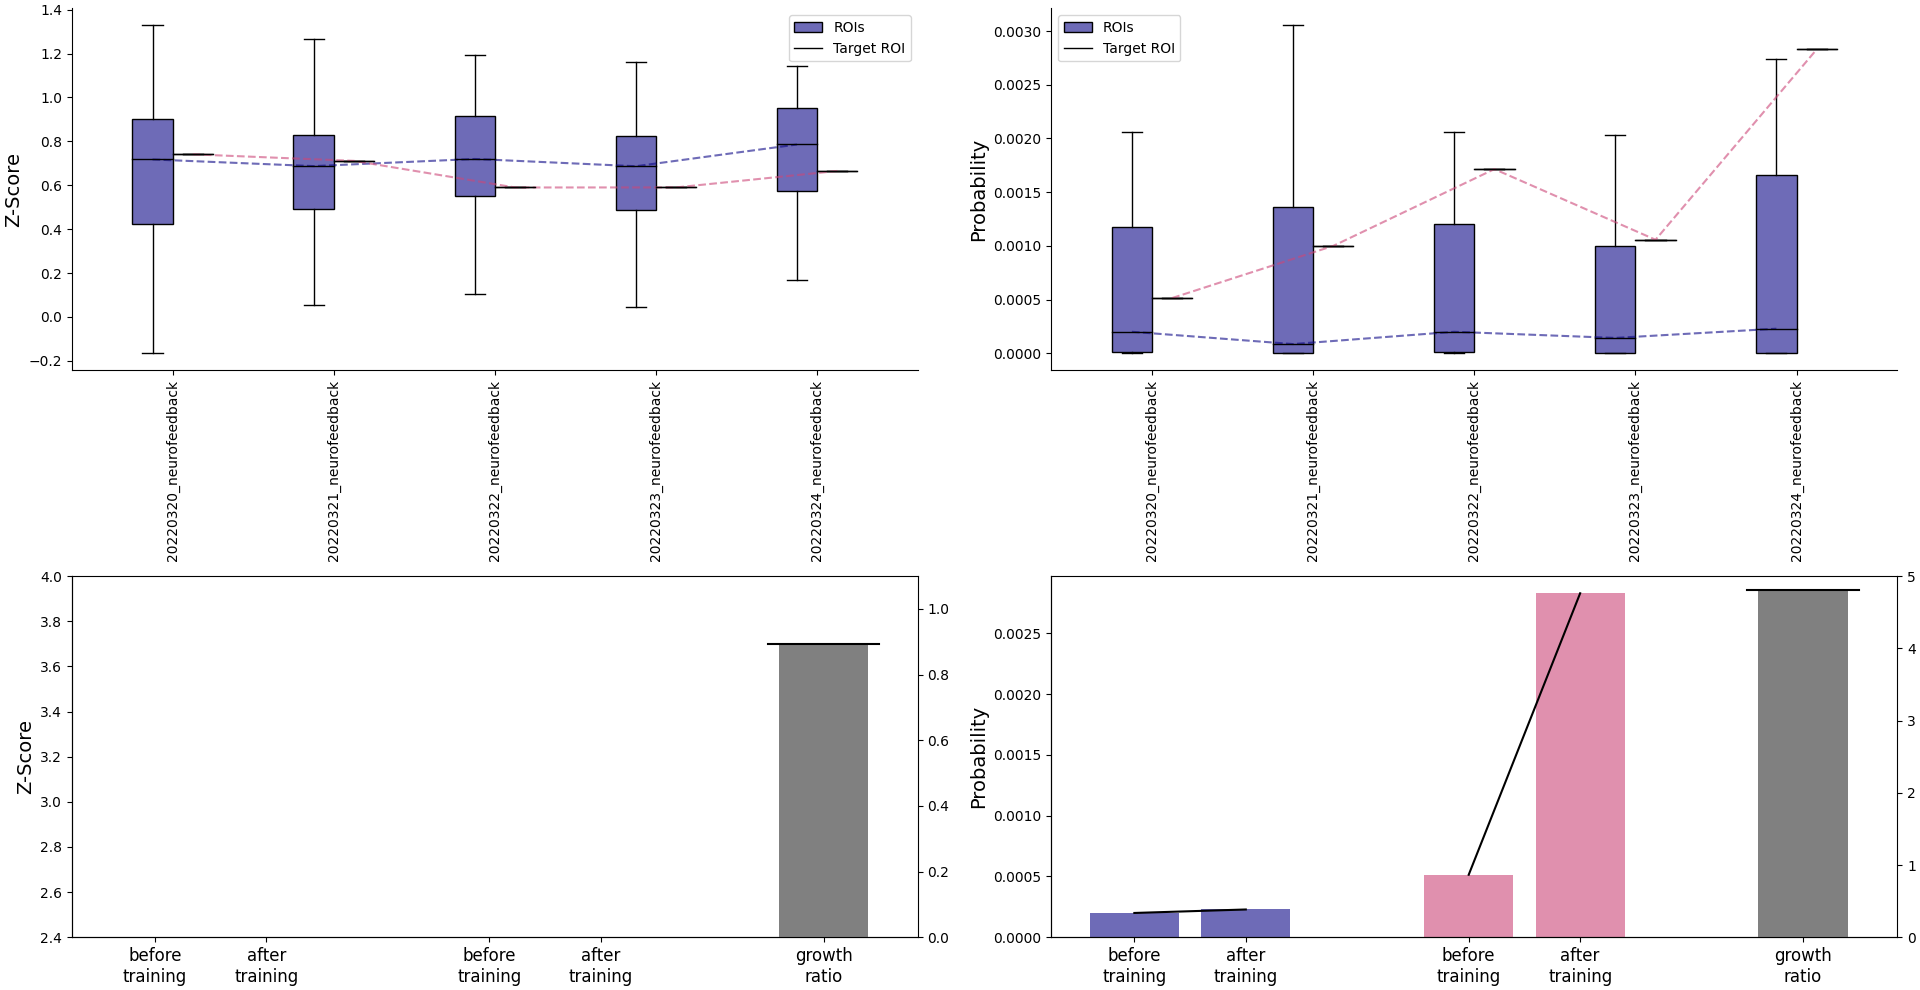 1.4
1.2
1.0
0.8
0.6
0.4
0.2
0.0
−0.2
Z-Score
ROIs
Target ROI
20220320_neurofeedback
20220321_neurofeedback
20220322_neurofeedback
20220323_neurofeedback
20220324_neurofeedback
0.0030
0.0025
0.0020
0.0015
0.0010
0.0005
0.0000
Probability
ROIs
Target ROI
20220320_neurofeedback
20220321_neurofeedback
20220322_neurofeedback
20220323_neurofeedback
20220324_neurofeedback
4.0
3.8
3.6
3.4
3.2
3.0
2.8
2.6
2.4
Z-Score
1.0
0.8
0.6
0.4
0.2
0.0
before
training
after
training
before
training
after
training
growth
ratio
0.0025
0.0020
0.0015
0.0010
0.0005
0.0000
Probability
5
4
3
2
1
0
before
training
after
training
before
training
after
training
growth
ratio